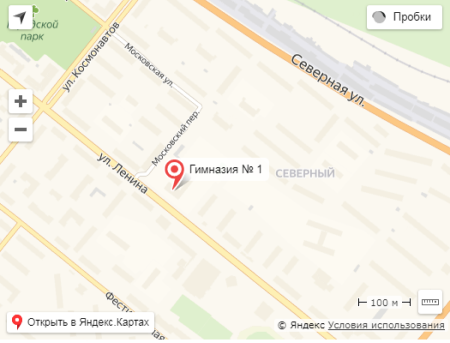 парк
Пробки
ул. Космонавтов
Московская ул.
Северная ул.
Московский пер.
ул. Ленина
Гимназия № 1
СЕВЕРНЫЙ
100 м
Открыть в Яндекс.Картах
© Яндекс Условия использования